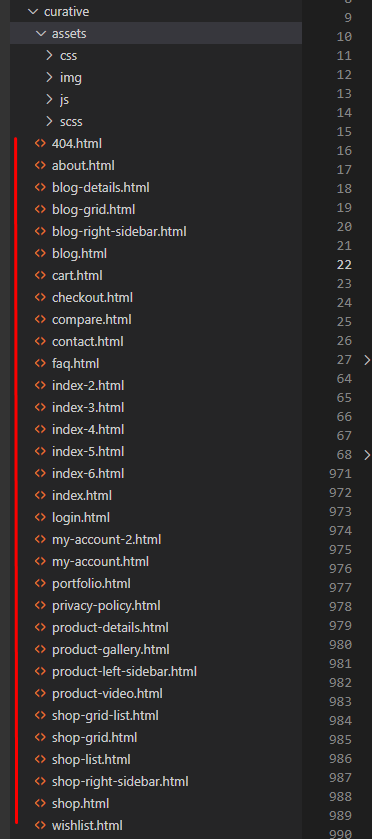 curative
assets
css
img
js
scss
404.html
about.html
blog-details.html
blog-grid.html
blog-right-sidebar.html
blog.html
cart.html
checkout.html
compare.html
contact.html
faq.html
index-2.html
index-3.html
index-4.html
index-5.html
index-6.html
index.html
login.html
my-account-2.html
my-account.html
portfolio.html
privacy-policy.html
product-details.html
product-gallery.html
product-left-sidebar.html
product-video.html
shop-grid-list.html
shop-grid.html
shop-list.html
shop-right-sidebar.html
shop.html
wishlist.html
9
10
11
12
13
14
15
16
17
18
19
20
21
22
23
24
25
26
27
64
65
66
67
68
971
972
973
974
975
976
977
978
979
980
981
982
983
984
985
986
987
988
989
990